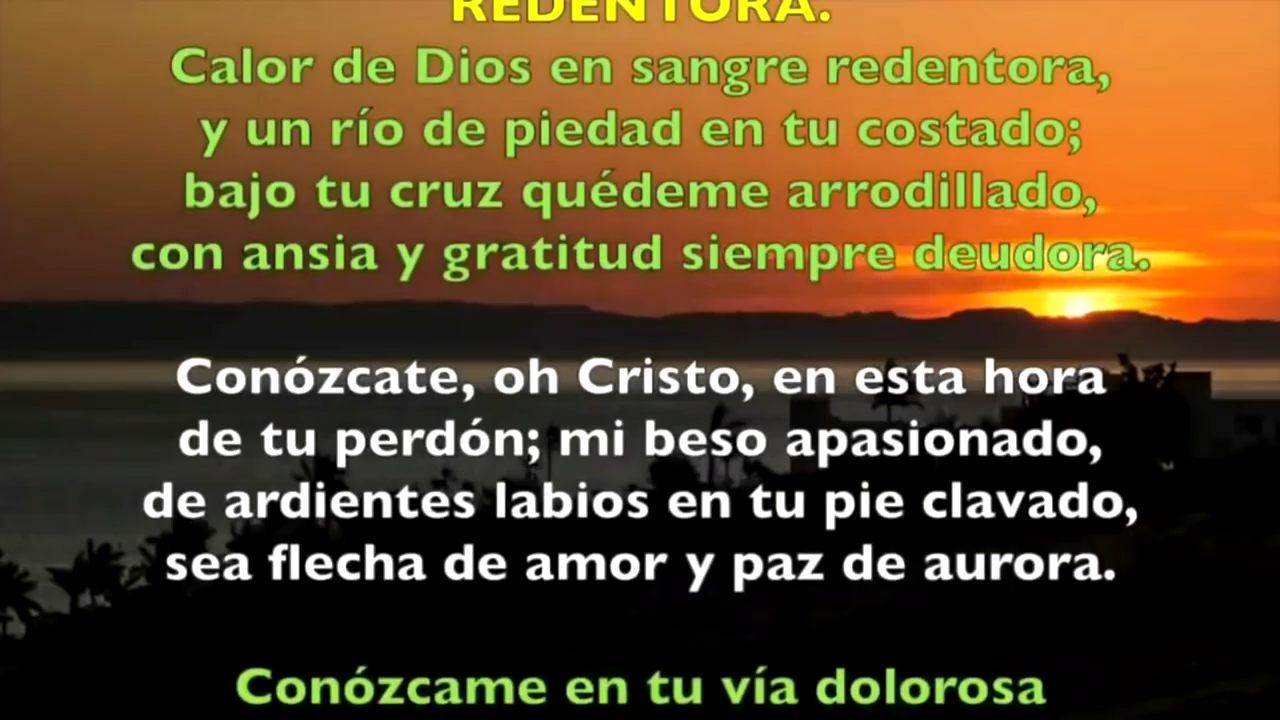 REDENTORA.
Calor de Dios en sangre redentora,
y un río de piedad en tu costado;
bajo tu cruz quédeme arrodillado,
con ansia y gratitud siempre deudora.
Conózcate, oh Cristo, en esta hora
de tu perdón; mi beso apasionado,
de ardientes labios en tu pie clavado,
sea flecha de amor y paz de aurora.
Conózcame en tu vía dolorosa